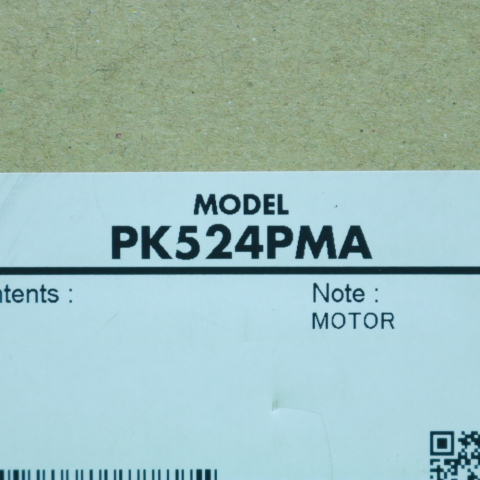 MODEL
PK524PMA
ntents :
Note :
MOTOR